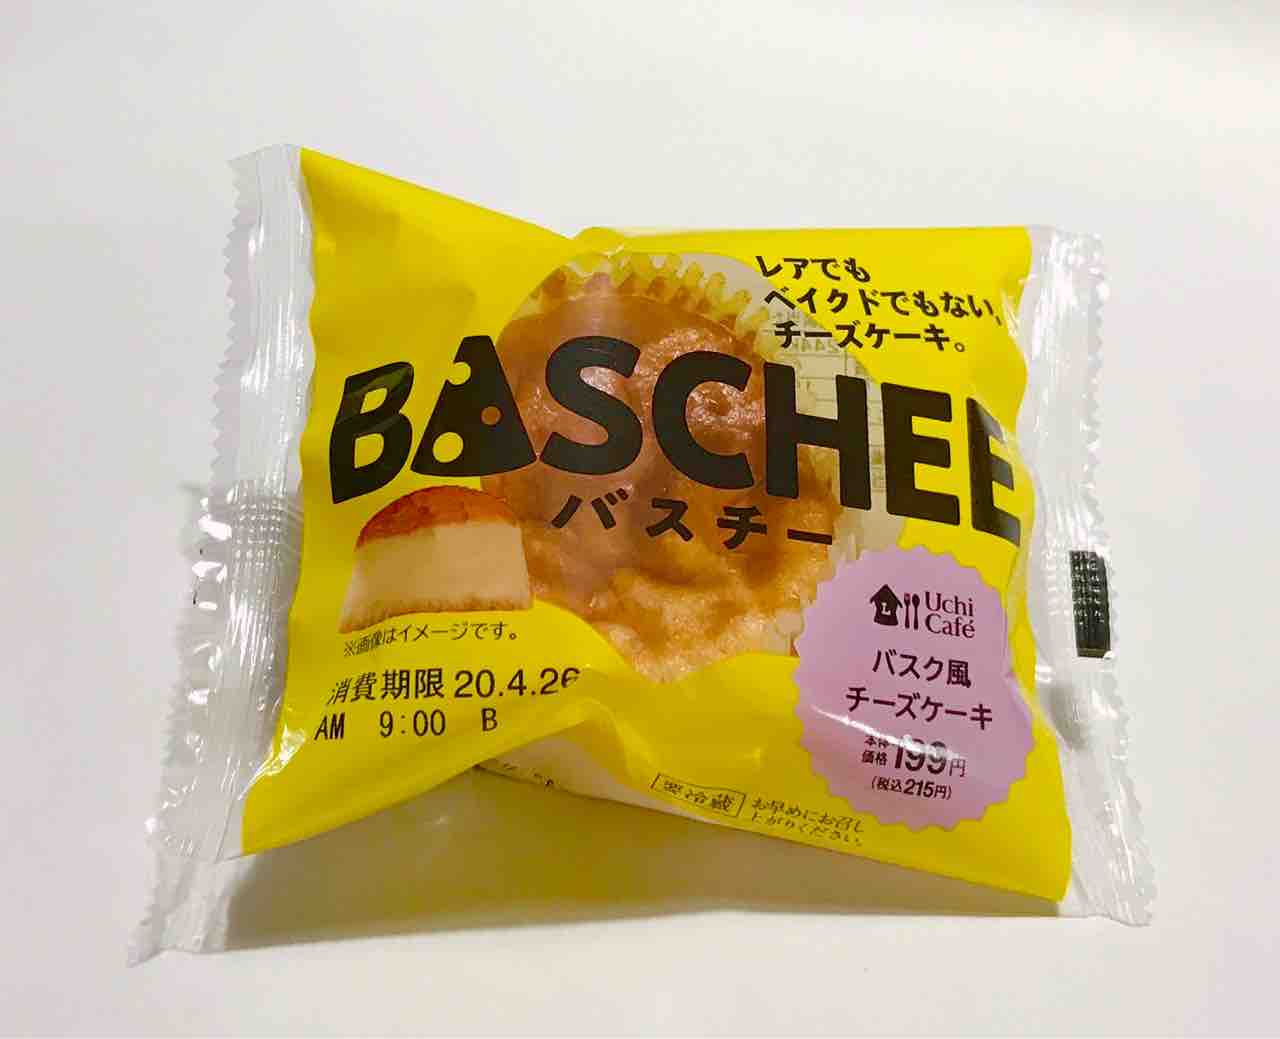 レアでも
ベイクドでもない、
チーズケーキ。
BASCHEE
バスチー
※画像はイメージです。
消費期限 20.4.26
AM 9:00 B
Uchi
Café
バスク風
チーズケーキ
本体
価格 199円
(税込215円)
要冷蔵
お早めにお召し
上がりください。